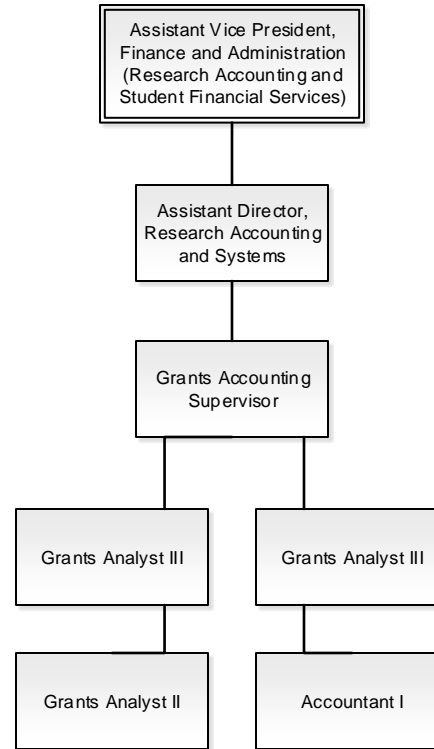 Assistant Vice President,
Finance and Administration
(Research Accounting and
Student Financial Services)
Assistant Director,
Research Accounting
and Systems
Grants Accounting
Supervisor
Grants Analyst III
Grants Analyst III
Grants Analyst II
Accountant I